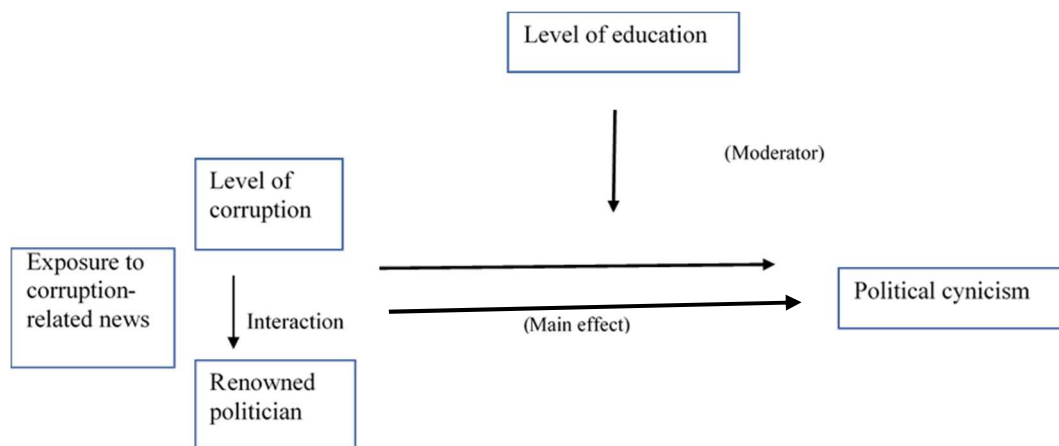 Level of education
(Moderator)
Level of
corruption
Exposure to
corruption-
related news
Interaction
(Main effect)
Political cynicism
Renowned
politician